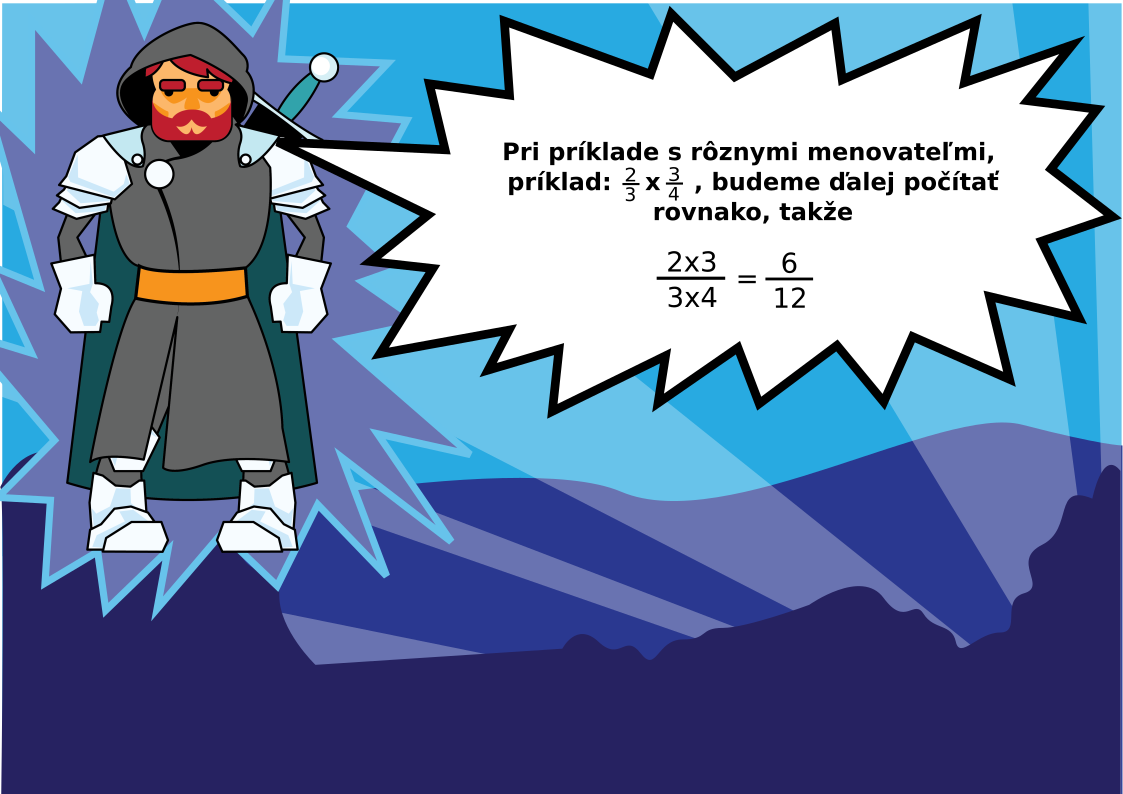 Pri príklade s rôznymi menovateľmi,
príklad: 2/3 x 3/4 , budeme ďalej počítať
rovnako, takže
2x3/3x4 = 6/12